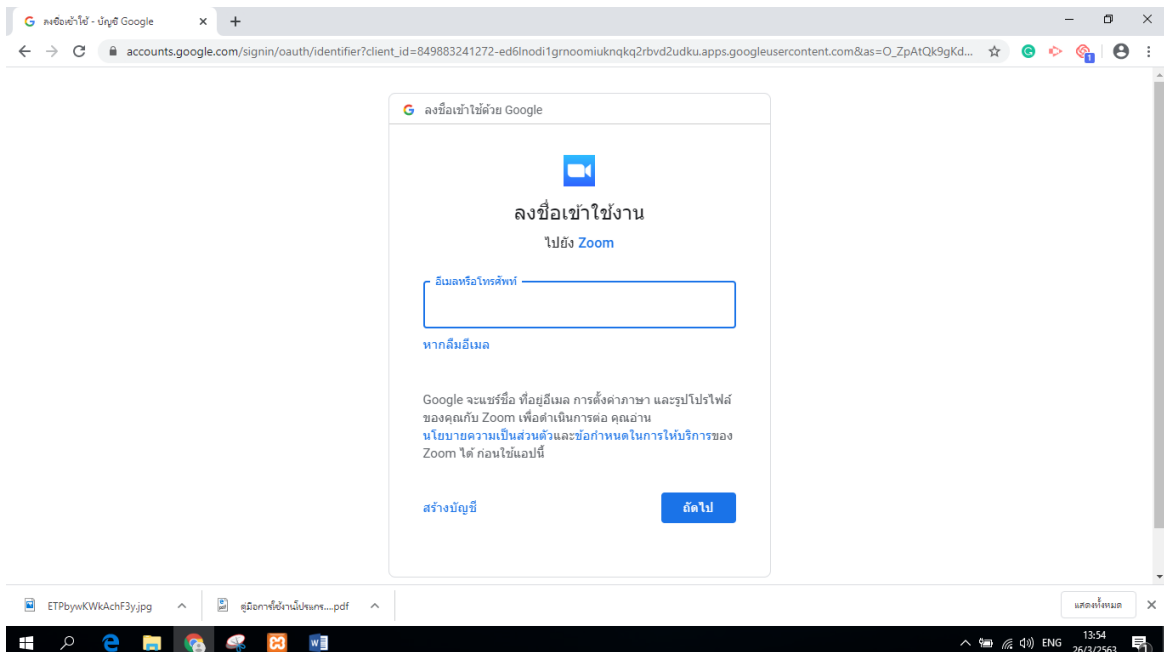 ลงชื่อเข้าใช้ - บัญชี Google
accounts.google.com/signin/oauth/identifier?client_id=849883241272-ed6lnodi1grnoomiuknqkq2rbvd2udku.apps.googleusercontent.com&as=O_ZpAtQk9gKd...
1
ลงชื่อเข้าใช้ด้วย Google
ลงชื่อเข้าใช้งาน
ไปยัง Zoom
อีเมลหรือโทรศัพท์
หากลืมอีเมล
Google จะแชร์ชื่อ ที่อยู่อีเมล การตั้งค่าภาษา และรูปโปรไฟล์
ของคุณกับ Zoom เพื่อดำเนินการต่อ คุณอ่าน
นโยบายความเป็นส่วนตัวและข้อกำหนดในการให้บริการของ
Zoom ได้ ก่อนใช้แอปนี้
สร้างบัญชี
ถัดไป
ETPbywKWkAchF3y.jpg
คู่มือการใช้งานโปรแกร....pdf
แสดงทั้งหมด
ENG
13:54
26/3/2563
1